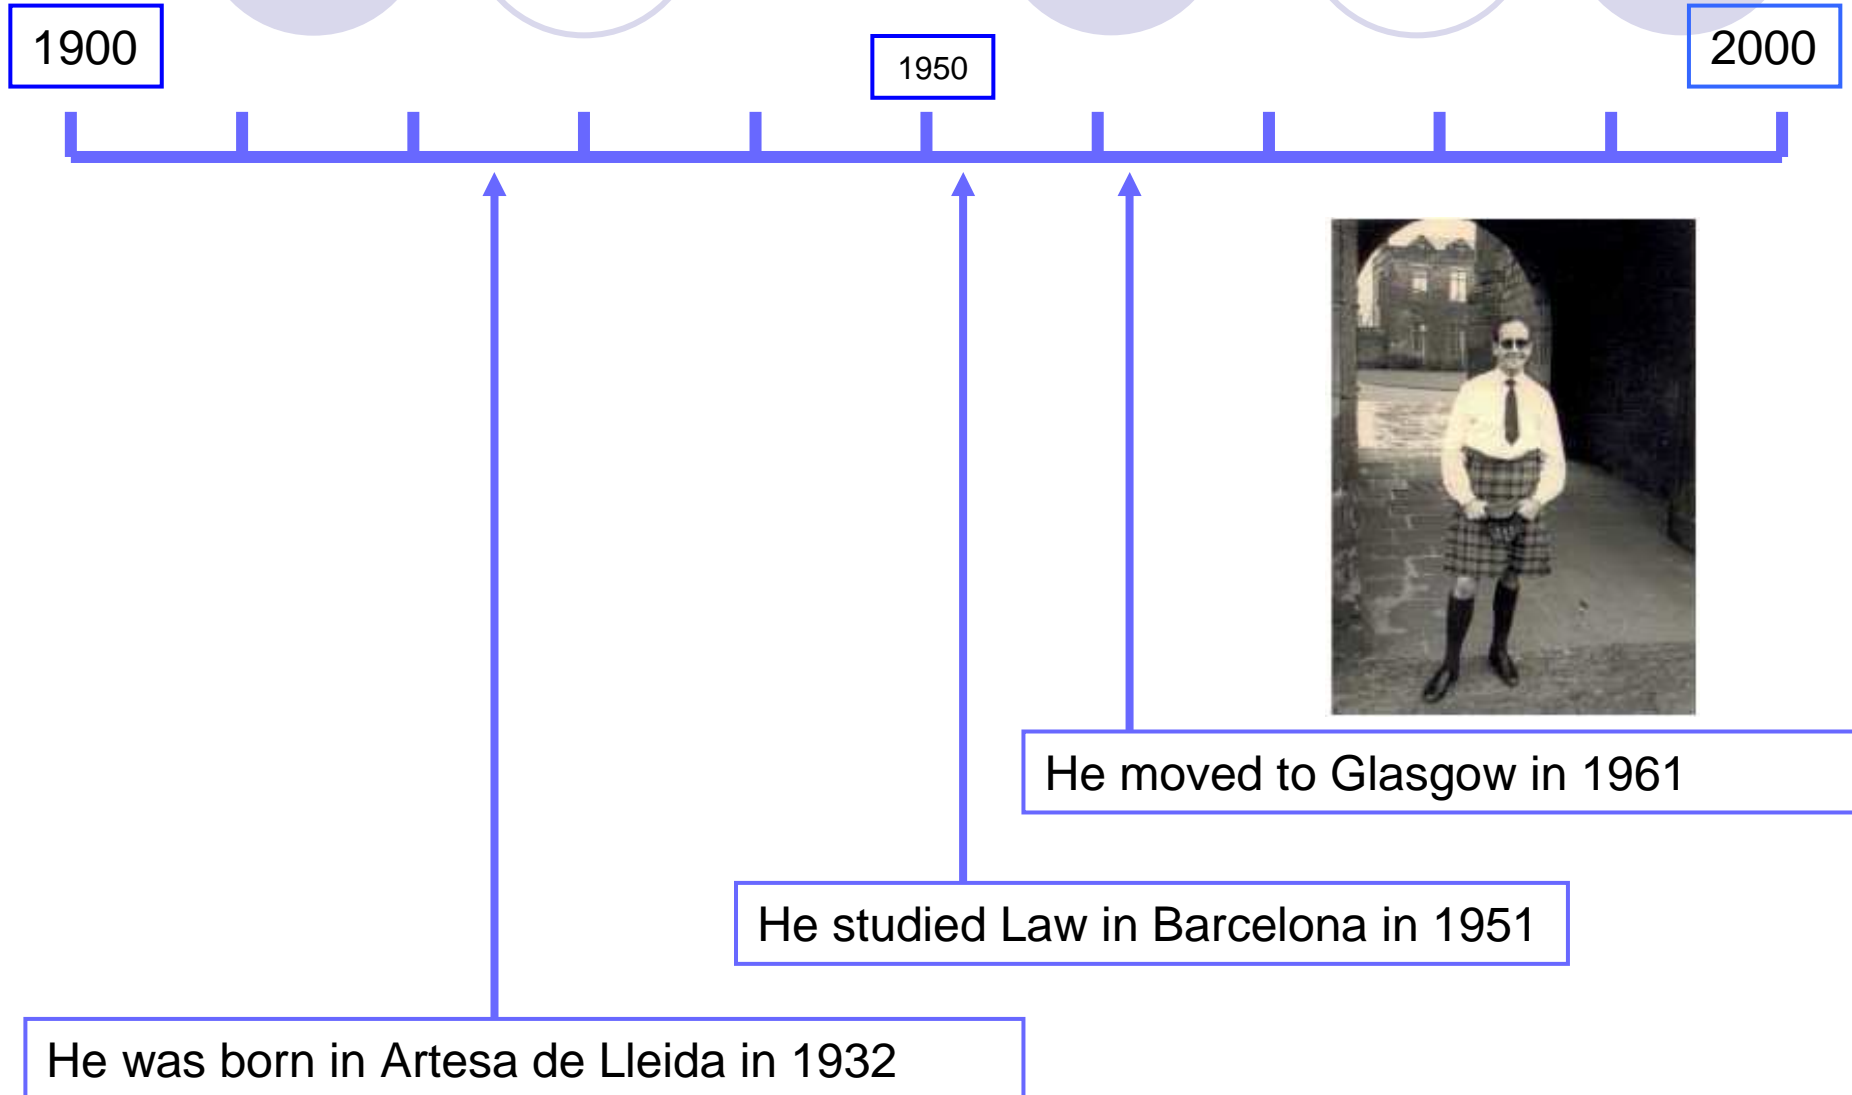 1900
1950
2000
He moved to Glasgow in 1961
He studied Law in Barcelona in 1951
He was born in Artesa de Lleida in 1932